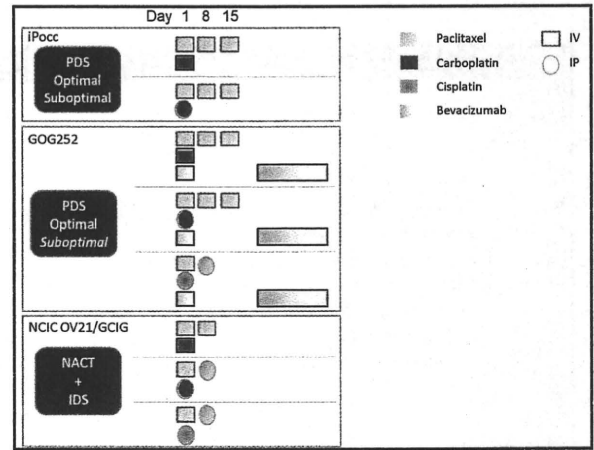 Day 1 8 15
iPocc
PDS
Optimal
Suboptimal
GOG252
PDS
Optimal
Suboptimal
NCIC OV21/GCIG
NACT
+
IDS
Paclitaxel
Carboplatin
Cisplatin
Bevacizumab
IV
IP